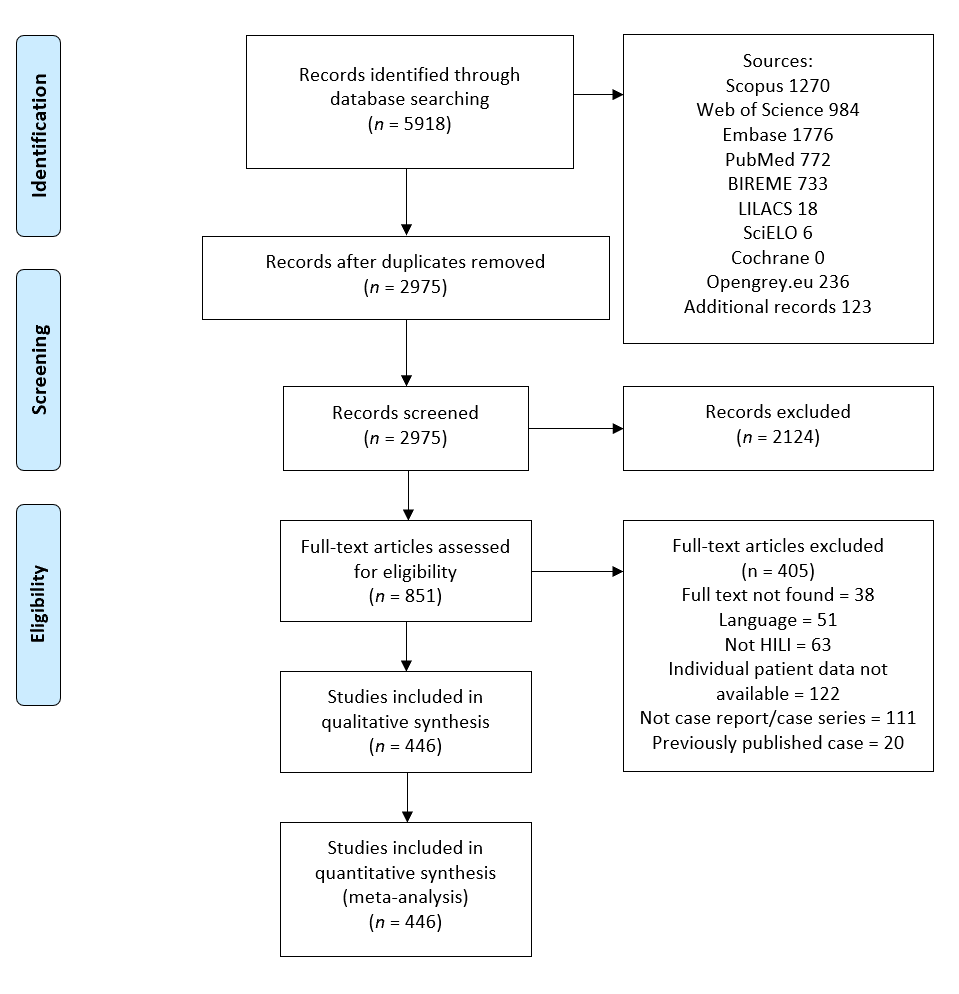 Identification
Records identified through
database searching
(n = 5918)
Sources:
Scopus 1270
Web of Science 984
Embase 1776
PubMed 772
BIREME 733
LILACS 18
SciELO 6
Cochrane 0
Opengrey.eu 236
Additional records 123
Records after duplicates removed
(n = 2975)
Screening
Records screened
(n = 2975)
Records excluded
(n = 2124)
Eligibility
Full-text articles assessed
for eligibility
(n = 851)
Full-text articles excluded
(n = 405)
Full text not found = 38
Language = 51
Not HILI = 63
Individual patient data not
available = 122
Not case report/case series = 111
Previously published case = 20
Studies included in
qualitative synthesis
(n = 446)
Studies included in
quantitative synthesis
(meta-analysis)
(n = 446)